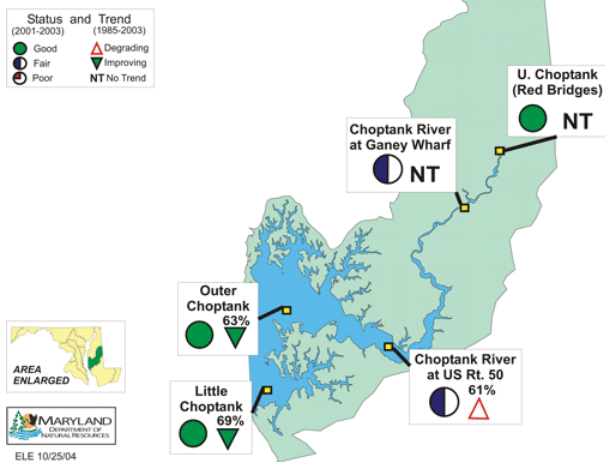 Status and Trend
(2001-2003) (1985-2003)
Good Degrading
Fair Improving
Poor NT No Trend
U. Choptank
(Red Bridges)
NT
Choptank River
at Ganey Wharf
NT
Outer
Choptank
63%
Choptank River
at US Rt. 50
61%
Little
Choptank
69%
AREA
ENLARGED
MARYLAND
DEPARTMENT OF
NATURAL RESOURCES
ELE 10/25/04